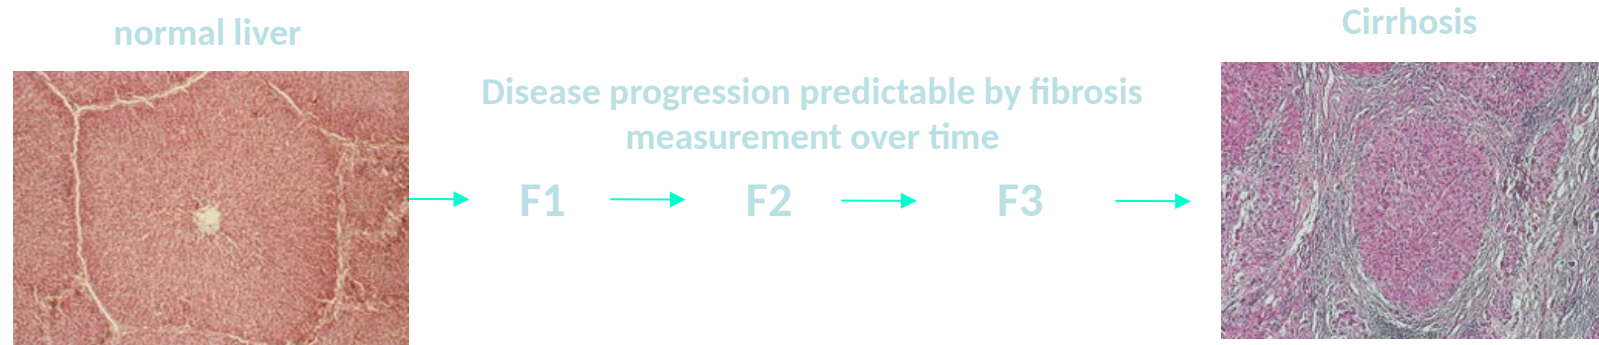 normal liver
Cirrhosis
Disease progression predictable by fibrosis
measurement over time
F1
F2
F3